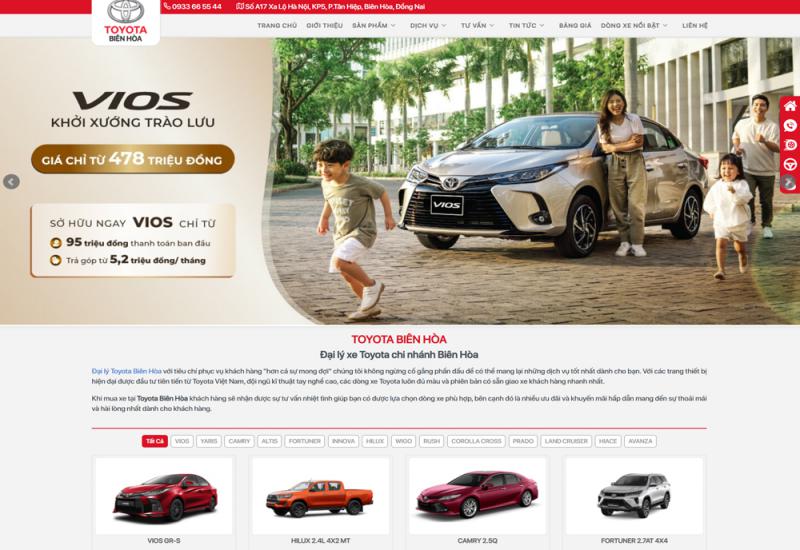 0933 66 55 44
Số A17 Xa Lộ Hà Nội, KP5, P.Tân Hiệp, Biên Hòa, Đồng Nai
TOYOTA
BIÊN HÒA
TRANG CHỦ GIỚI THIỆU SẢN PHẨM DỊCH VỤ TƯ VẤN TIN TỨC BẢNG GIÁ DÒNG XE NỔI BẬT LIÊN HỆ
VIOS
KHỞI XƯỚNG TRÀO LƯU
GIÁ CHỈ TỪ 478 TRIỆU ĐỒNG
SỞ HỮU NGAY VIOS CHỈ TỪ
95 triệu đồng thanh toán ban đầu
Trả góp từ 5,2 triệu đồng/ tháng
VIOS
TOYOTA BIÊN HÒA
Đại lý xe Toyota chi nhánh Biên Hòa
Đại lý Toyota Biên Hòa với tiêu chí phục vụ khách hàng "hơn cả sự mong đợi" chúng tôi không ngừng cố gắng phấn đấu để có thể mang lại những dịch vụ tốt nhất dành cho bạn. Với các trang thiết bị
hiện đại được đầu tư tiên tiến từ Toyota Việt Nam, đội ngũ kĩ thuật tay nghề cao, các dòng xe Toyota luôn đủ màu và phiên bản có sẵn giao xe khách hàng nhanh nhất.
Khi mua xe tại Toyota Biên Hòa khách hàng sẽ nhận được sự tư vấn nhiệt tình giúp bạn có được lựa chọn dòng xe phù hợp, bên cạnh đó là nhiều ưu đãi và khuyến mãi hấp dẫn mang đến sự thoải mái
và hài lòng nhất dành cho khách hàng.
Tất Cả VIOS YARIS CAMRY ALTIS FORTUNER INNOVA HILUX WIGO RUSH COROLLA CROSS PRADO LAND CRUISER HIACE AVANZA
VIOS GR-S
HILUX 2.4L 4X2 MT
CAMRY 2.5Q
FORTUNER 2.7AT 4X4